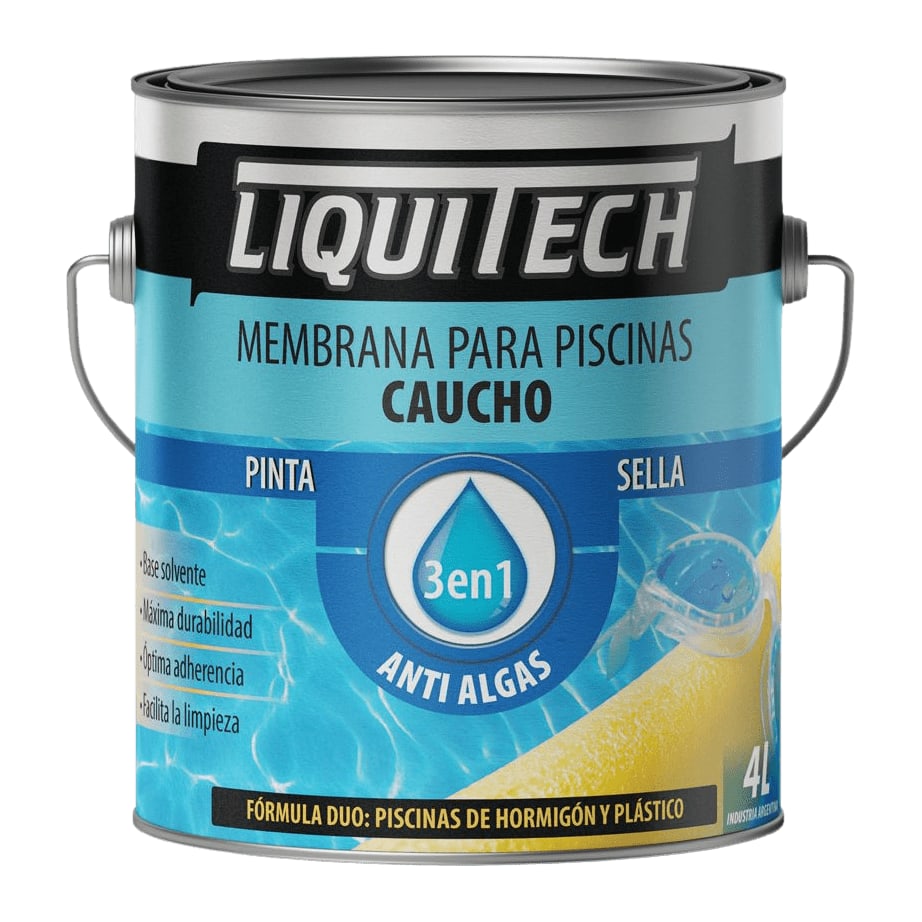 LIQUITECH
MEMBRANA PARA PISCINAS
CAUCHO
PINTA
SELLA
3en1
ANTI ALGAS
•Base solvente
•Máxima durabilidad
•Óptima adherencia
•Facilita la limpieza
4L
INDUSTRIA ARGENTINA
FÓRMULA DUO: PISCINAS DE HORMIGÓN Y PLÁSTICO